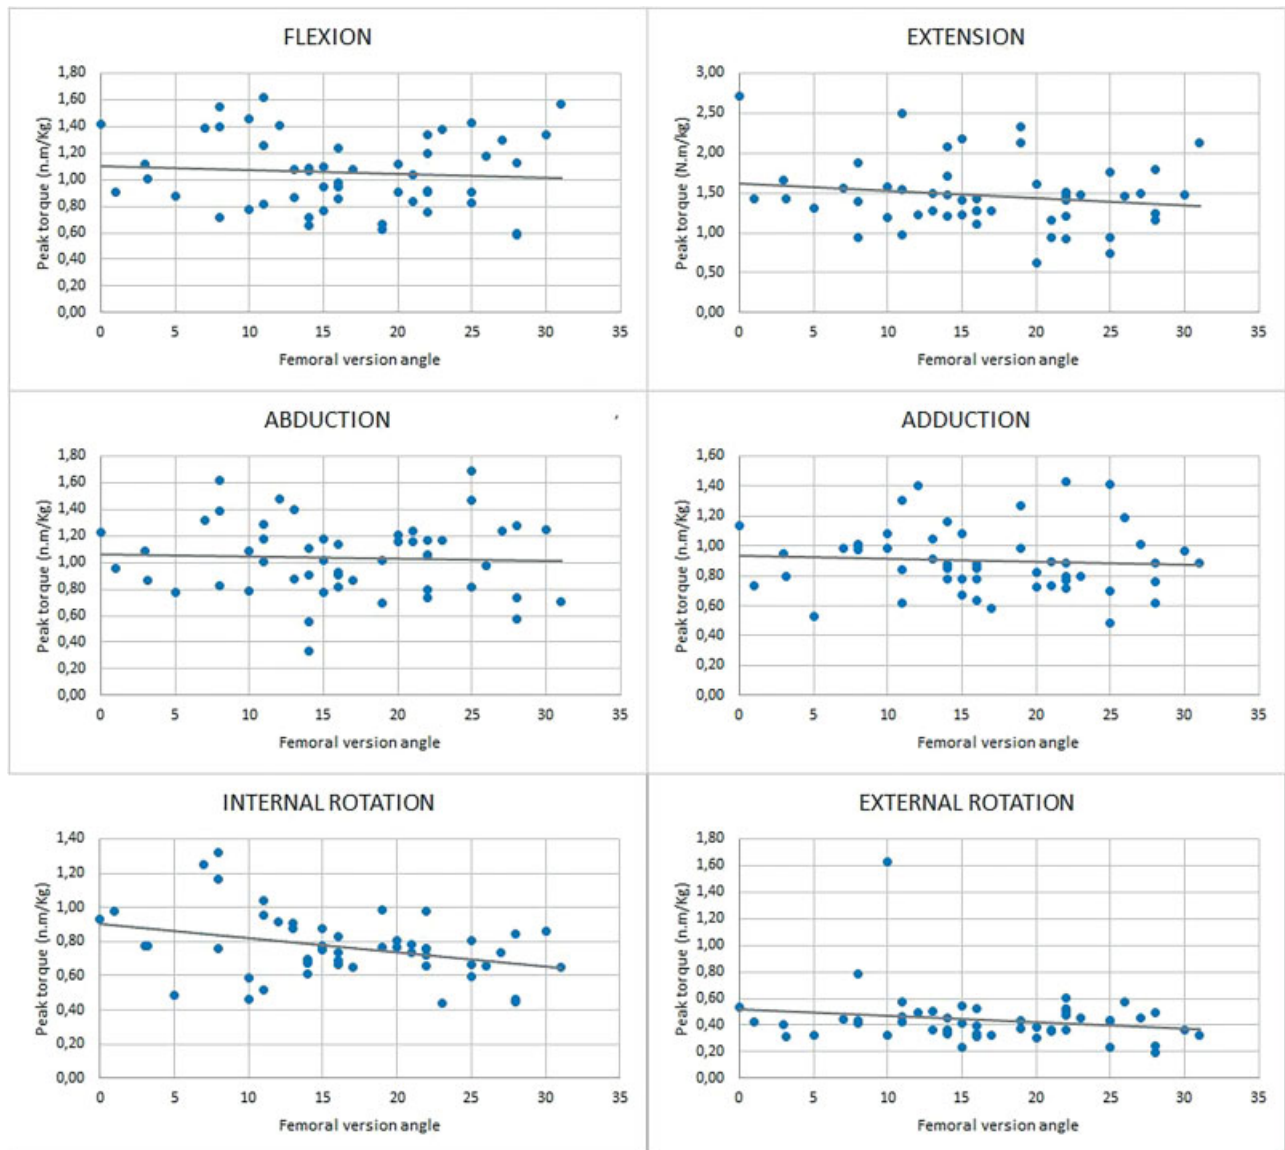 FLEXION
Peak torque (n.m/Kg)
1,80
1,60
1,40
1,20
1,00
0,80
0,60
0,40
0,20
0,00
0 5 10 15 20 25 30 35
Femoral version angle
EXTENSION
Peak torque (N.m/kg)
3,00
2,50
2,00
1,50
1,00
0,50
0,00
0 5 10 15 20 25 30 35
Femoral version angle
ABDUCTION
Peak torque (n.m/Kg)
1,80
1,60
1,40
1,20
1,00
0,80
0,60
0,40
0,20
0,00
0 5 10 15 20 25 30 35
Femoral version angle
ADDUCTION
Peak torque (n.m/Kg)
1,60
1,40
1,20
1,00
0,80
0,60
0,40
0,20
0,00
0 5 10 15 20 25 30 35
Femoral version angle
INTERNAL ROTATION
Peak torque (n.m/Kg)
1,40
1,20
1,00
0,80
0,60
0,40
0,20
0,00
0 5 10 15 20 25 30 35
Femoral version angle
EXTERNAL ROTATION
Peak torque (n.m/Kg)
1,80
1,60
1,40
1,20
1,00
0,80
0,60
0,40
0,20
0,00
0 5 10 15 20 25 30 35
Femoral version angle